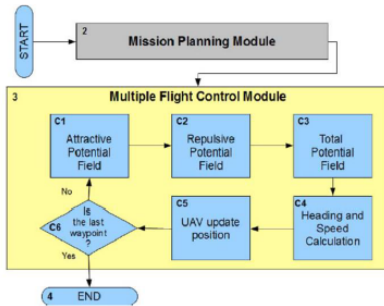 START
2
Mission Planning Module
3
Multiple Flight Control Module
C1
Attractive
Potential
Field
C2
Repulsive
Potential
Field
C3
Total
Potential
Field
C4
Heading and
Speed
Calculation
C5
UAV update
position
C6
Is
the last
waypoint
?
No
Yes
4
END